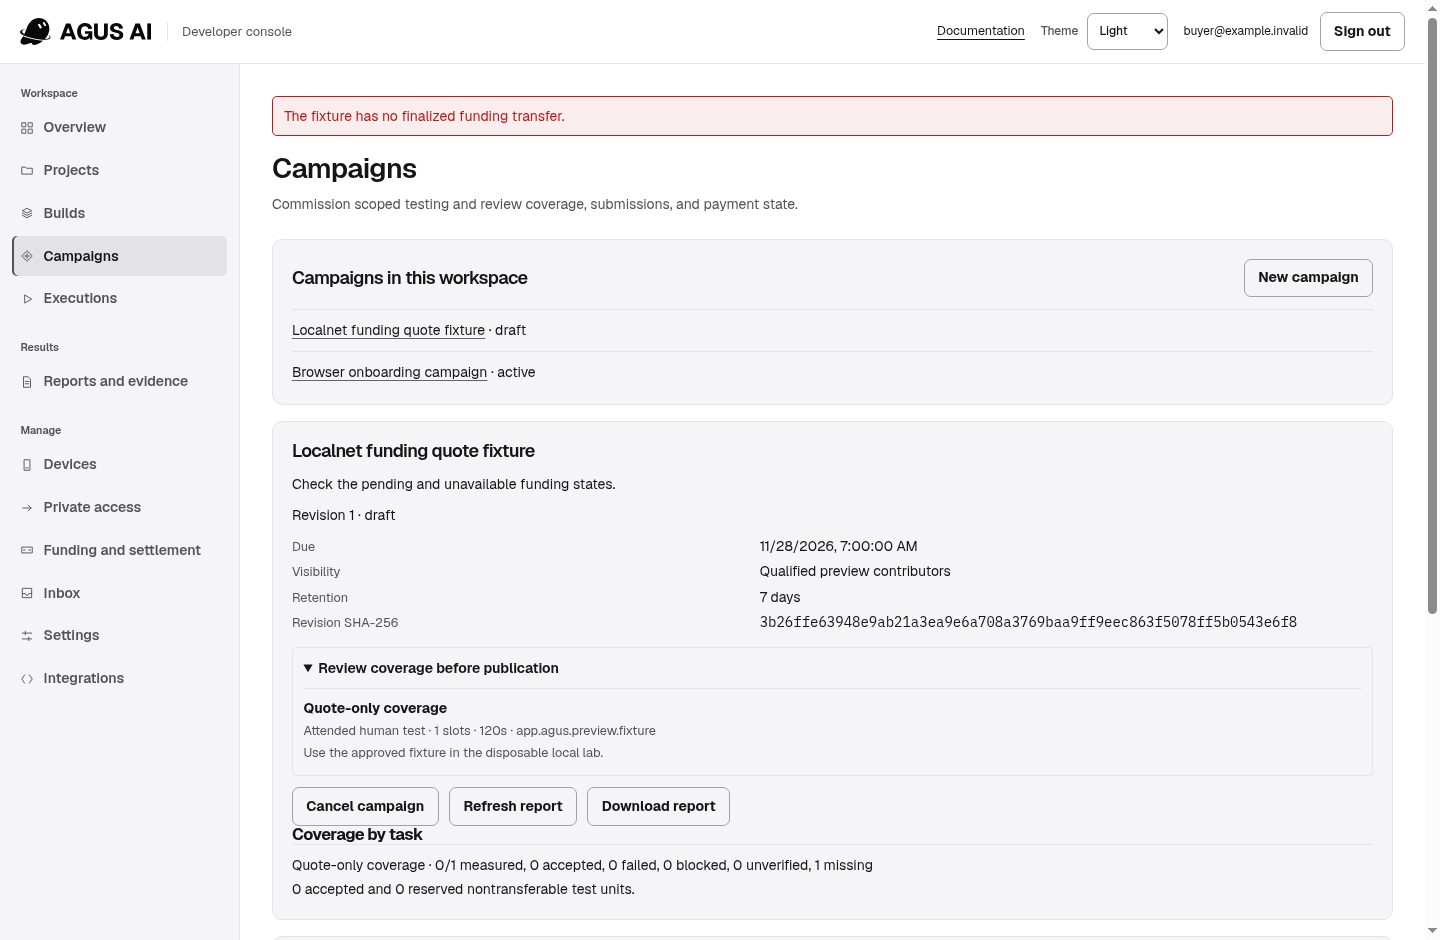 AGUS AI
Developer console
Documentation
Theme
Light
buyer@example.invalid
Sign out
Workspace
Overview
Projects
Builds
Campaigns
Executions
Results
Reports and evidence
Manage
Devices
Private access
Funding and settlement
Inbox
Settings
Integrations
The fixture has no finalized funding transfer.
Campaigns
Commission scoped testing and review coverage, submissions, and payment state.
Campaigns in this workspace
New campaign
Localnet funding quote fixture · draft
Browser onboarding campaign · active
Localnet funding quote fixture
Check the pending and unavailable funding states.
Revision 1 · draft
Due 11/28/2026, 7:00:00 AM
Visibility Qualified preview contributors
Retention 7 days
Revision SHA-256 3b26ffe63948e9ab21a3ea9e6a708a3769baa9ff9eec863f5078ff5b0543e6f8
Review coverage before publication
Quote-only coverage
Attended human test · 1 slots · 120s · app.agus.preview.fixture
Use the approved fixture in the disposable local lab.
Cancel campaign
Refresh report
Download report
Coverage by task
Quote-only coverage · 0/1 measured, 0 accepted, 0 failed, 0 blocked, 0 unverified, 1 missing
0 accepted and 0 reserved nontransferable test units.